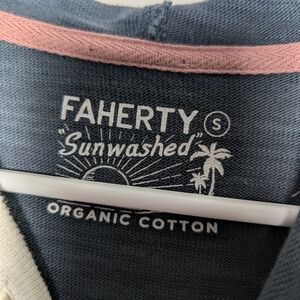 FAHERTY S
"Sunwashed"
ORGANIC COTTON